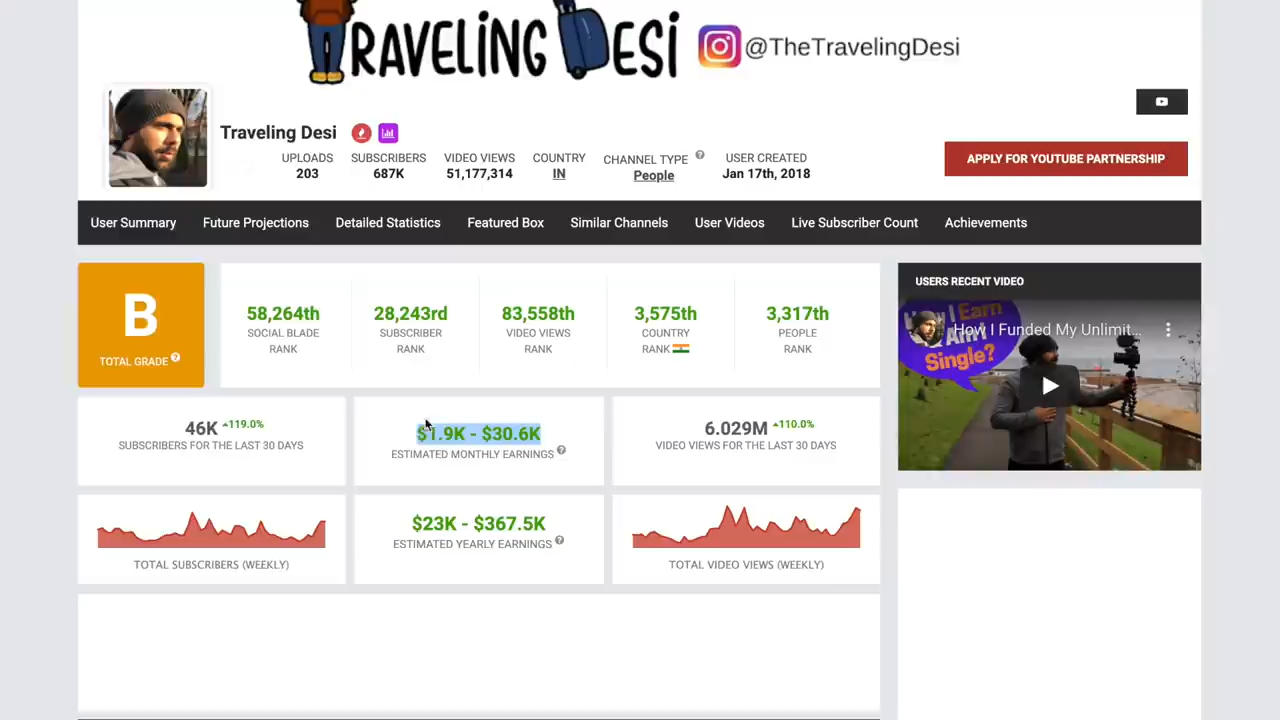 RAVELING DESI @TheTravelingDesi
Traveling Desi
UPLOADS SUBSCRIBERS VIDEO VIEWS COUNTRY CHANNEL TYPE USER CREATED
203 687K 51,177,314 IN People Jan 17th, 2018
APPLY FOR YOUTUBE PARTNERSHIP
User Summary Future Projections Detailed Statistics Featured Box Similar Channels User Videos Live Subscriber Count Achievements
B
TOTAL GRADE
58,264th
SOCIAL BLADE
RANK
28,243rd
SUBSCRIBER
RANK
83,558th
VIDEO VIEWS
RANK
3,575th
COUNTRY
RANK
3,317th
PEOPLE
RANK
USERS RECENT VIDEO
How I Earn
Am I
Single?
How I Funded My Unlimit...
46K 119.0%
SUBSCRIBERS FOR THE LAST 30 DAYS
$1.9K - $30.6K
ESTIMATED MONTHLY EARNINGS
6.029M 110.0%
VIDEO VIEWS FOR THE LAST 30 DAYS
TOTAL SUBSCRIBERS (WEEKLY)
$23K - $367.5K
ESTIMATED YEARLY EARNINGS
TOTAL VIDEO VIEWS (WEEKLY)